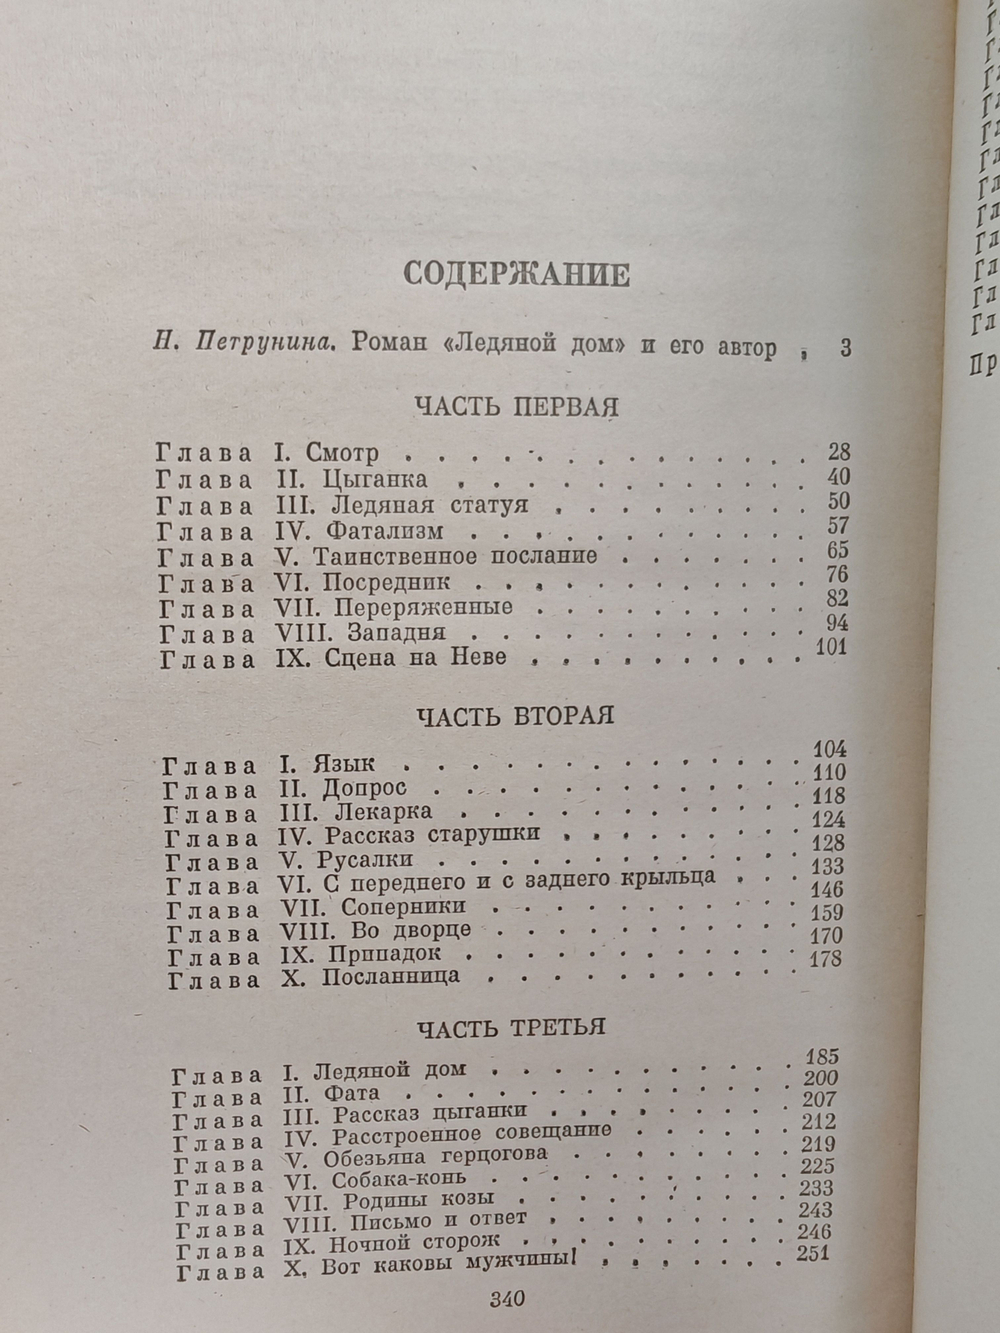 СОДЕРЖАНИЕ
Н. Петрунина. Роман «Ледяной дом» и его автор , 3
ЧАСТЬ ПЕРВАЯ
Глава I. Смотр . . . . . . . . . . . . . . . . 28
Глава II. Цыганка . . . . . . . . . . . . . . 40
Глава III. Ледяная статуя . . . . . . . . . . 50
Глава IV. Фатализм . . . . . . . . . . . . . 57
Глава V. Таинственное послание . . . . . . . 65
Глава VI. Посредник . . . . . . . . . . . . . 76
Глава VII. Переряженные . . . . . . . . . . . 82
Глава VIII. Западня . . . . . . . . . . . . . 94
Глава IX. Сцена на Неве . . . . . . . . . . . 101
ЧАСТЬ ВТОРАЯ
Глава I. Язык . . . . . . . . . . . . . . . . 104
Глава II. Допрос . . . . . . . . . . . . . . 110
Глава III. Лекарка . . . . . . . . . . . . . 118
Глава IV. Рассказ старушки . . . . . . . . . 124
Глава V. Русалки . . . . . . . . . . . . . . 128
Глава VI. С переднего и с заднего крыльца . . . 133
Глава VII. Соперники . . . . . . . . . . . . 146
Глава VIII. Во дворце . . . . . . . . . . . . 159
Глава IX. Припадок . . . . . . . . . . . . . 170
Глава X. Посланница . . . . . . . . . . . . . 178
ЧАСТЬ ТРЕТЬЯ
Глава I. Ледяной дом . . . . . . . . . . . . 185
Глава II. Фата . . . . . . . . . . . . . . . 200
Глава III. Рассказ цыганки . . . . . . . . . 207
Глава IV. Расстроенное совещание . . . . . . 212
Глава V. Обезьяна герцогова . . . . . . . . . 219
Глава VI. Собака-конь . . . . . . . . . . . . 225
Глава VII. Родины козы . . . . . . . . . . . 233
Глава VIII. Письмо и ответ . . . . . . . . . 243
Глава IX. Ночной сторож . . . . . . . . . . . 246
Глава X. Вот каковы мужчины! . . . . . . . . 251
340